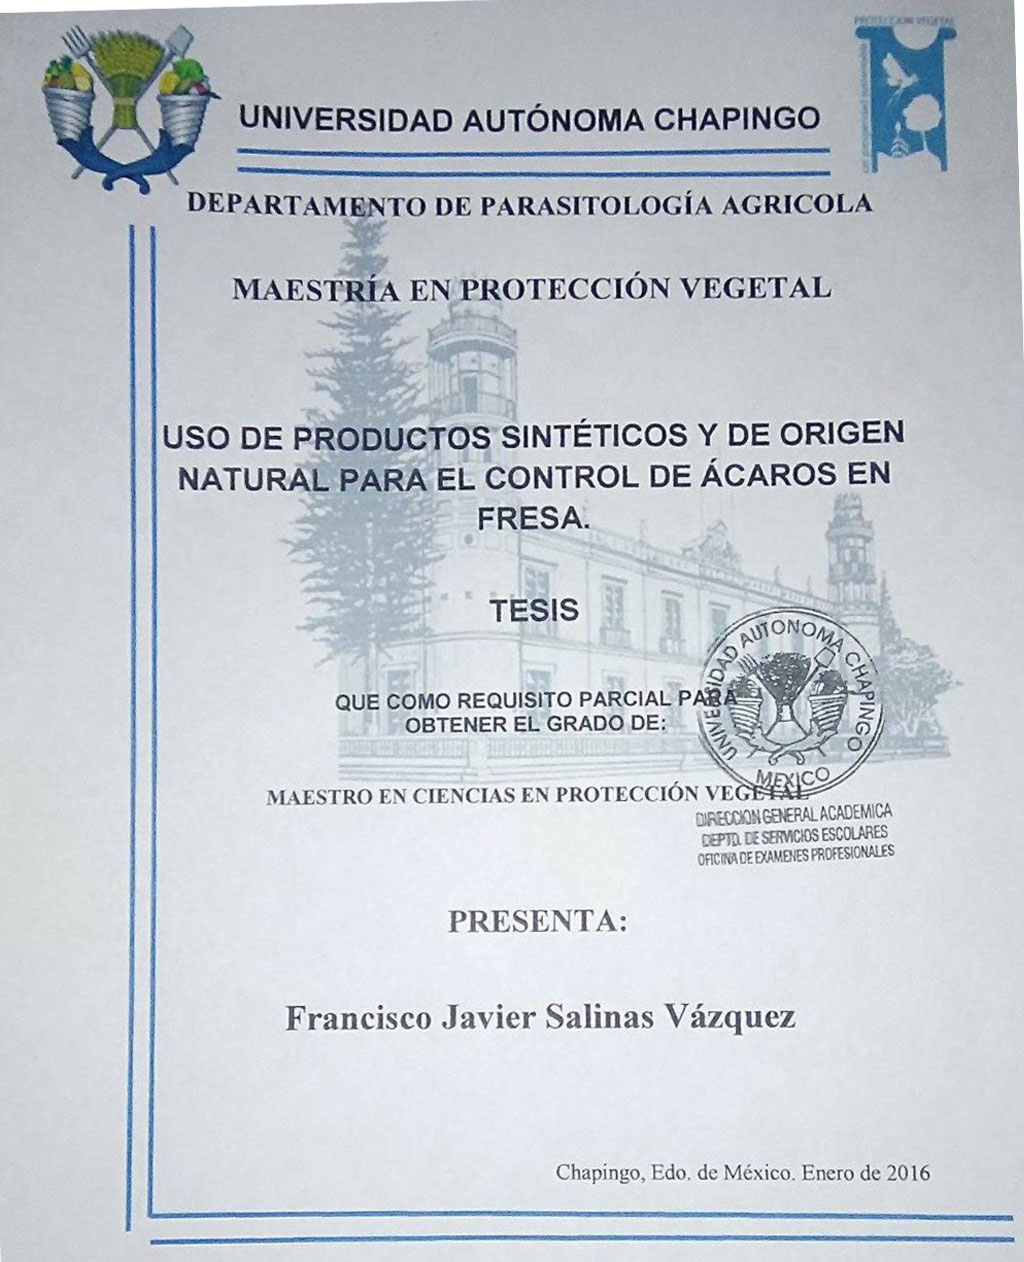 PROTECCION VEGETAL
UNIVERSIDAD AUTÓNOMA CHAPINGO
DEPARTAMENTO DE PARASITOLOGÍA AGRICOLA
MAESTRÍA EN PROTECCIÓN VEGETAL
USO DE PRODUCTOS SINTÉTICOS Y DE ORIGEN
NATURAL PARA EL CONTROL DE ÁCAROS EN
FRESA.
TESIS
QUE COMO REQUISITO PARCIAL PARA
OBTENER EL GRADO DE:
UNIVERSIDAD AUTONOMA CHAPINGO
MEXICO
MAESTRO EN CIENCIAS EN PROTECCIÓN VEGETAL
DIRECCION GENERAL ACADEMICA
DEPTO. DE SERVICIOS ESCOLARES
OFICINA DE EXAMENES PROFESIONALES
PRESENTA:
Francisco Javier Salinas Vázquez
Chapingo, Edo. de México. Enero de 2016